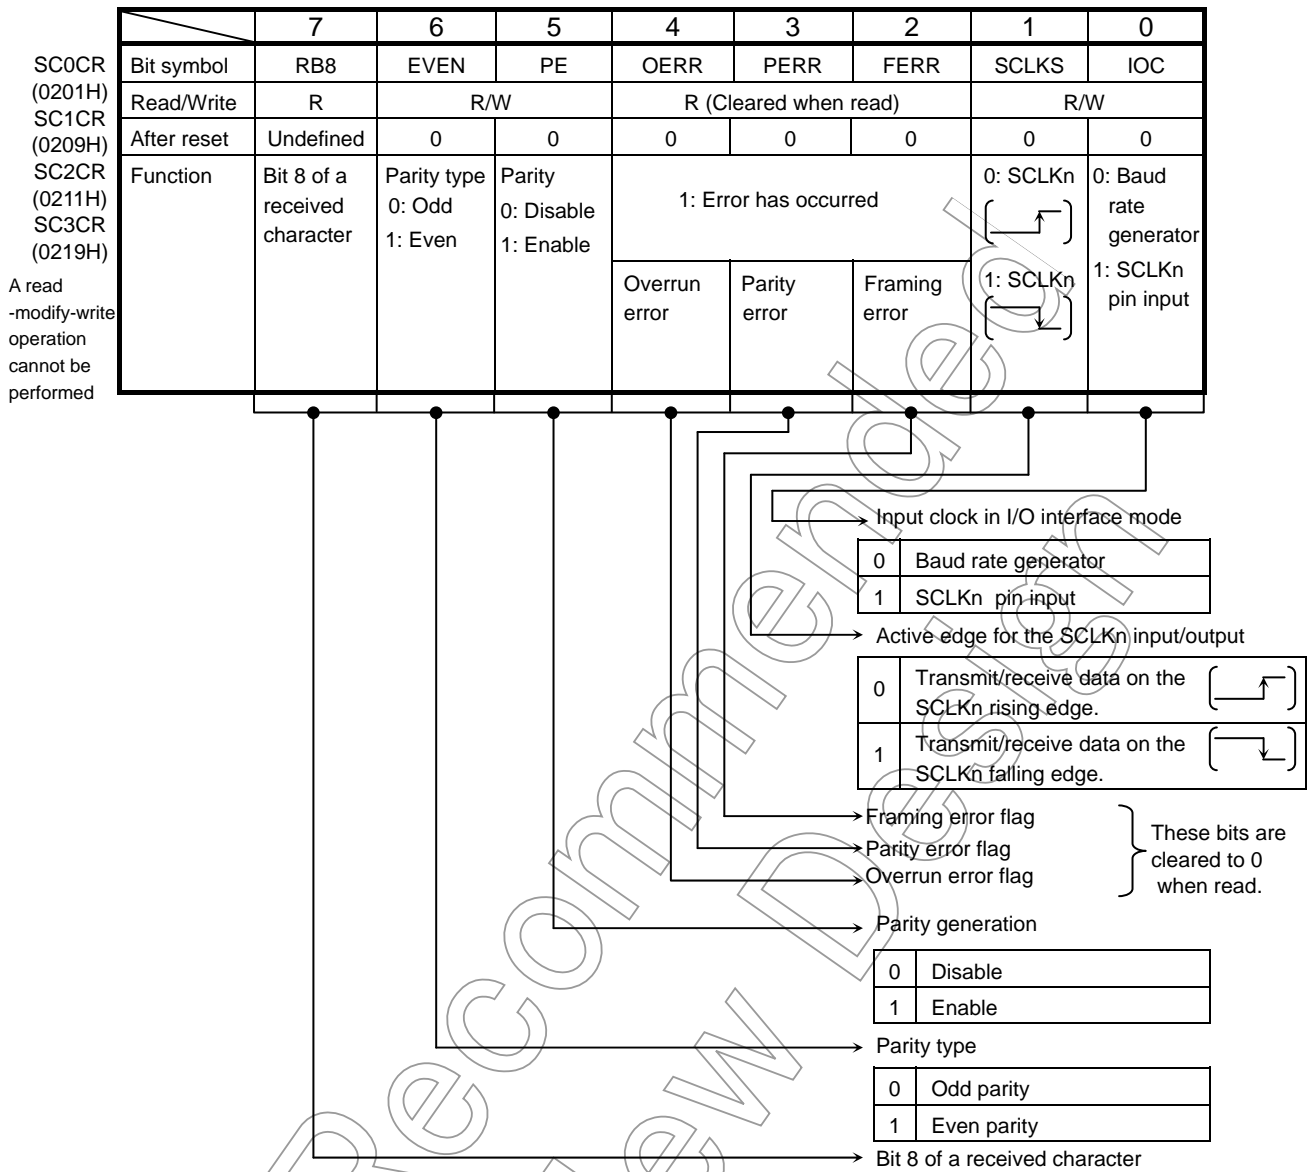 7 6 5 4 3 2 1 0
SC0CR
(0201H)
SC1CR
(0209H)
SC2CR
(0211H)
SC3CR
(0219H)
A read
-modify-write
operation
cannot be
performed
Bit symbol RB8 EVEN PE OERR PERR FERR SCLKS IOC
Read/Write R R/W R (Cleared when read) R/W
After reset Undefined 0 0 0 0 0 0 0
Function
Bit 8 of a
received
character
Parity type
0: Odd
1: Even
Parity
0: Disable
1: Enable
1: Error has occurred
Overrun
error
Parity
error
Framing
error
0: SCLKn
1: SCLKn
0: Baud
rate
generator
1: SCLKn
pin input
Input clock in I/O interface mode
0 Baud rate generator
1 SCLKn pin input
Active edge for the SCLKn input/output
0 Transmit/receive data on the
SCLKn rising edge.
1 Transmit/receive data on the
SCLKn falling edge.
Framing error flag
Parity error flag
Overrun error flag
These bits are
cleared to 0
when read.
Parity generation
0 Disable
1 Enable
Parity type
0 Odd parity
1 Even parity
Bit 8 of a received character
Recommended
Design